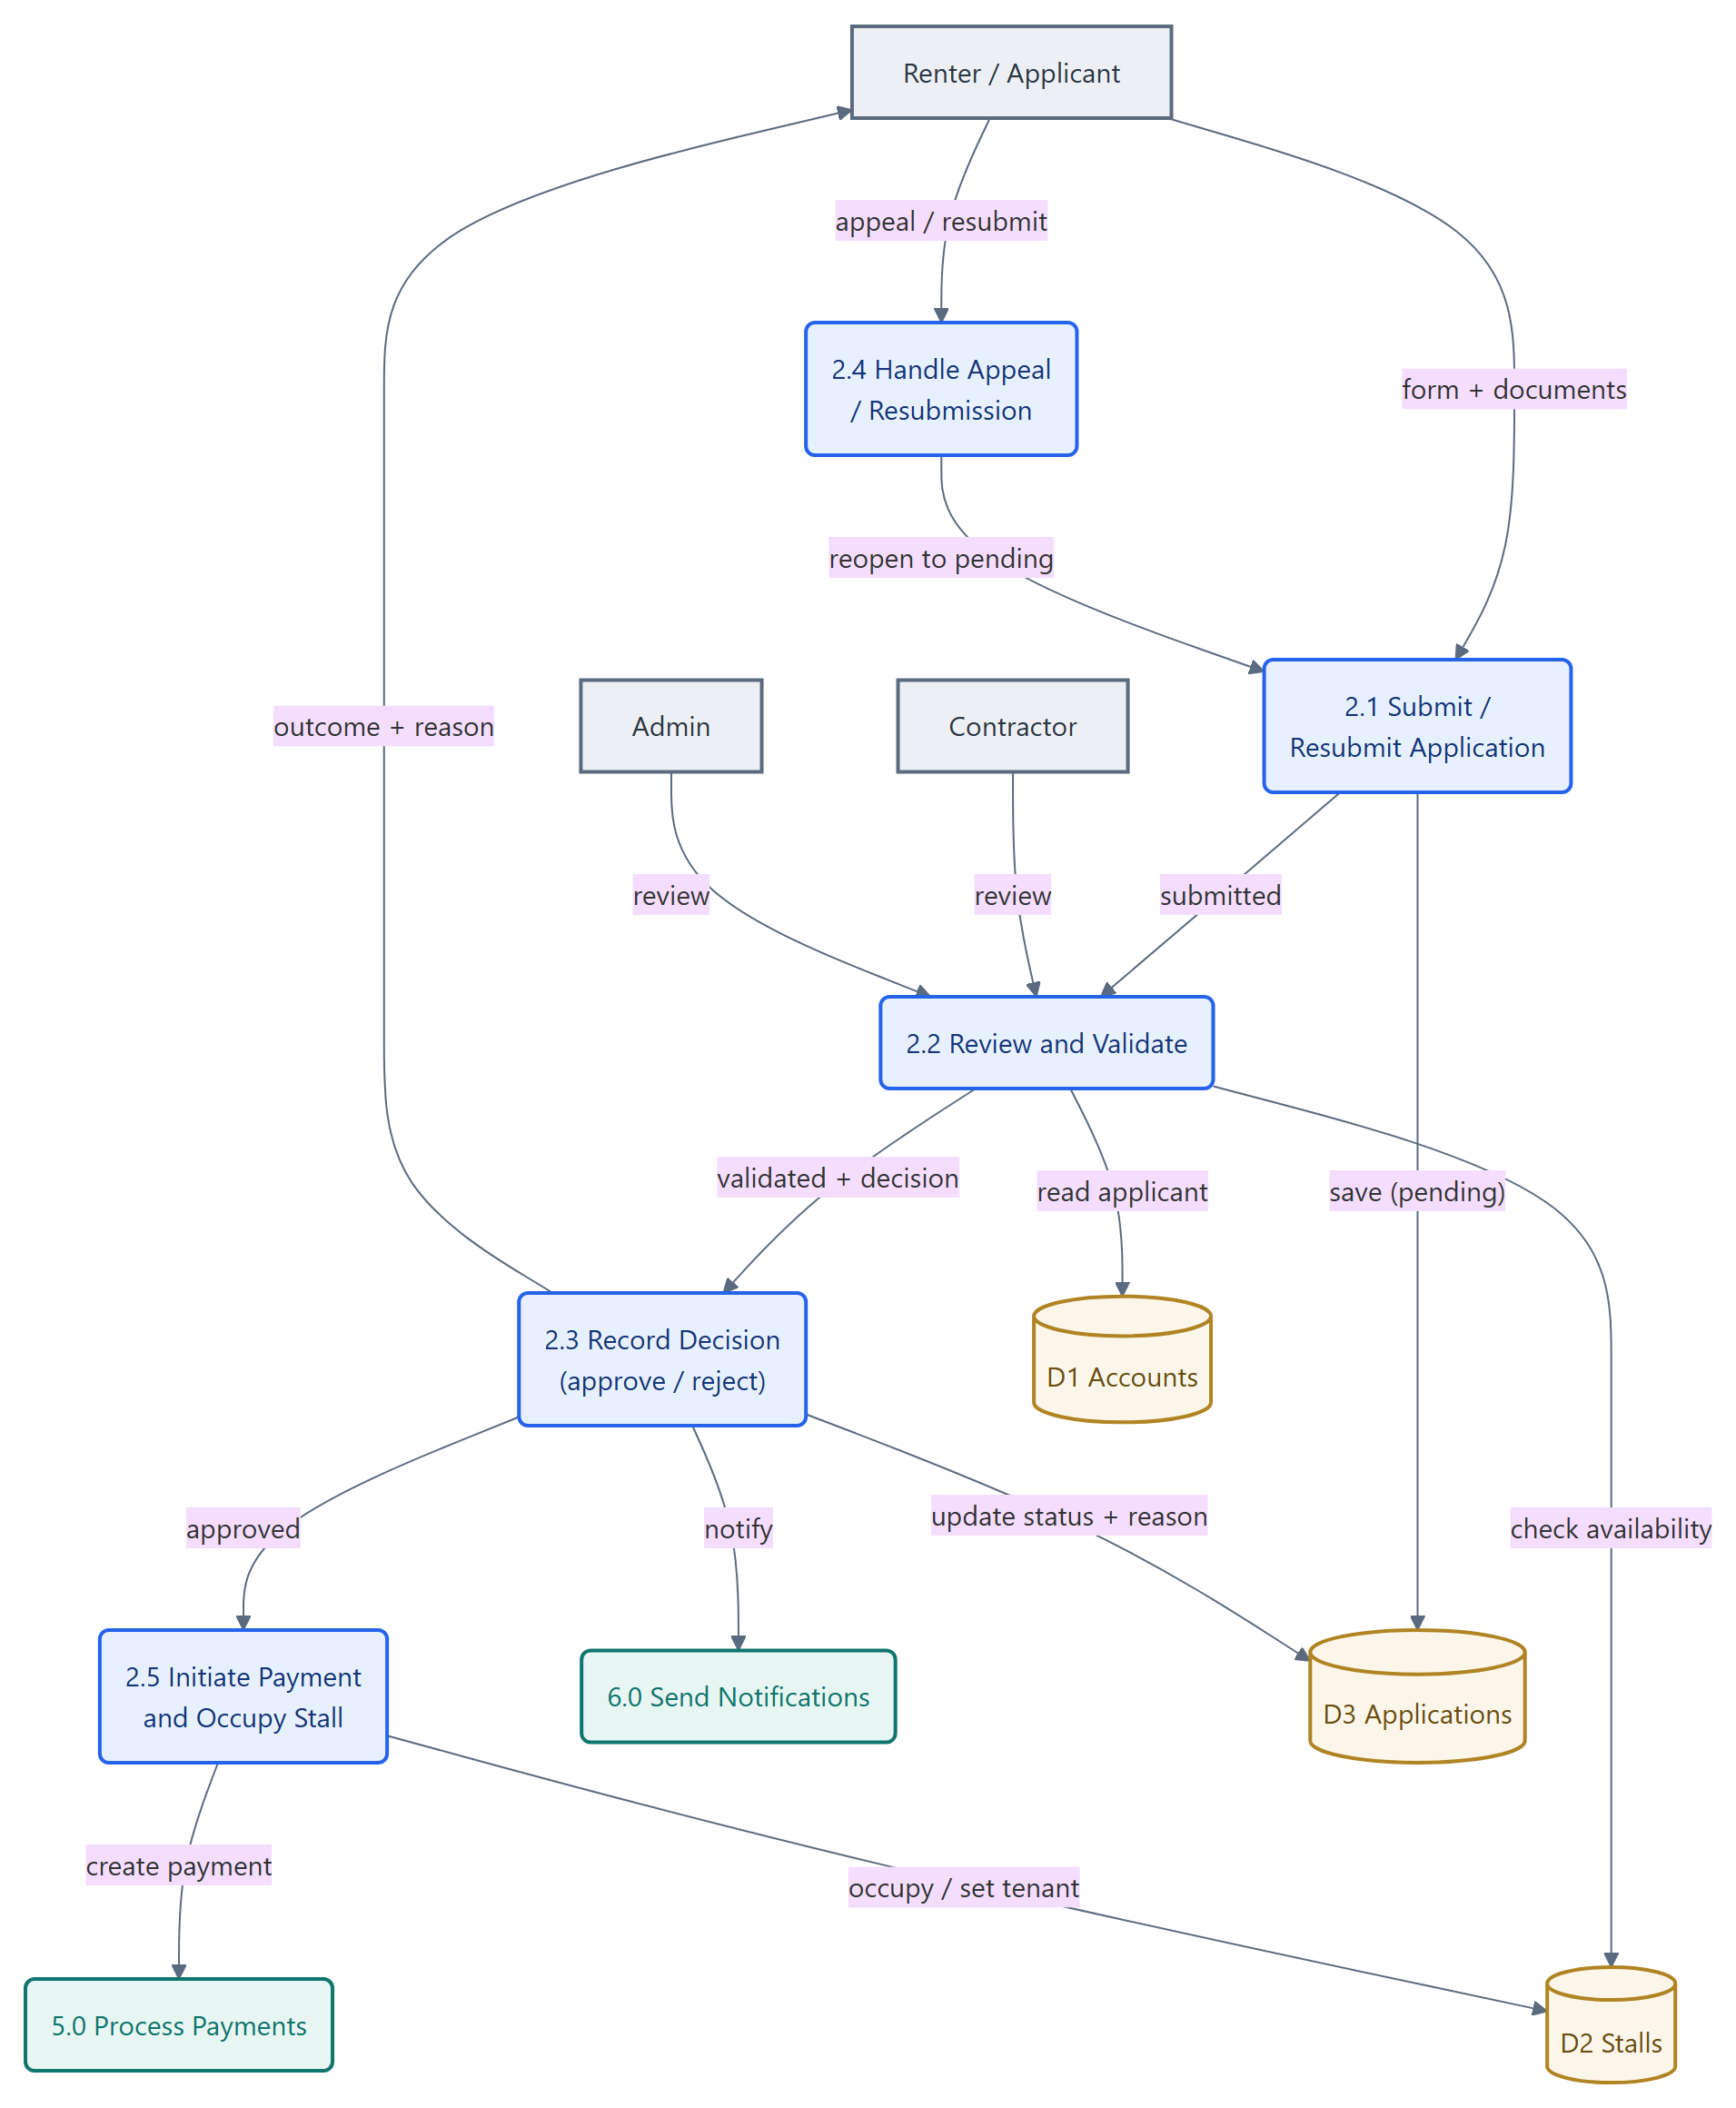 Renter / Applicant
appeal / resubmit
2.4 Handle Appeal
/ Resubmission
form + documents
reopen to pending
2.1 Submit /
Resubmit Application
outcome + reason
Admin
Contractor
review
review
submitted
2.2 Review and Validate
validated + decision
read applicant
save (pending)
2.3 Record Decision
(approve / reject)
D1 Accounts
approved
notify
update status + reason
check availability
2.5 Initiate Payment
and Occupy Stall
6.0 Send Notifications
D3 Applications
create payment
occupy / set tenant
5.0 Process Payments
D2 Stalls